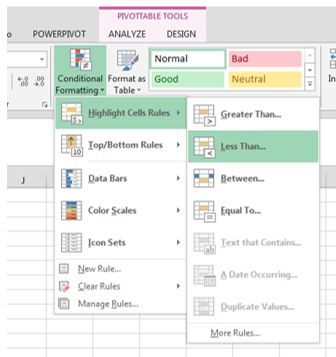 PIVOTTABLE TOOLS
POWERPIVOT ANALYZE DESIGN
Conditional Formatting
Format as Table
Normal Bad
Good Neutral
Highlight Cells Rules
Top/Bottom Rules
Data Bars
Color Scales
Icon Sets
New Rule...
Clear Rules
Manage Rules...
Greater Than...
Less Than...
Between...
Equal To...
Text that Contains...
A Date Occurring...
Duplicate Values...
More Rules...
J